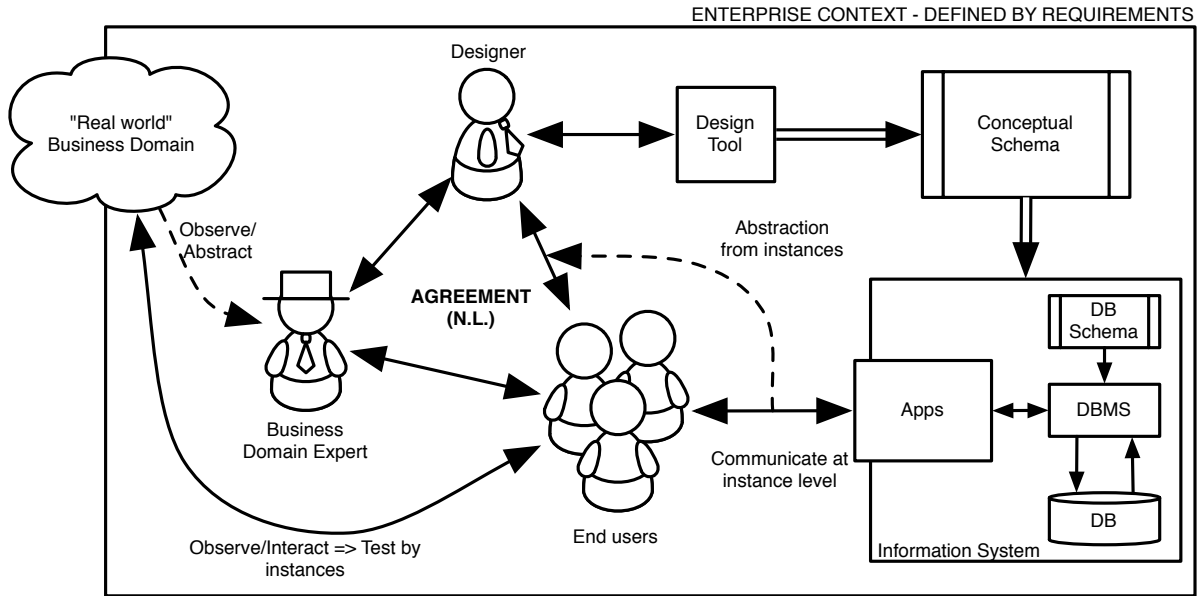 ENTERPRISE CONTEXT - DEFINED BY REQUIREMENTS
Designer
"Real world"
Business Domain
Design
Tool
Conceptual
Schema
Observe/
Abstract
Abstraction
from instances
AGREEMENT
(N.L.)
DB
Schema
Apps
DBMS
Business
Domain Expert
Communicate at
instance level
DB
End users
Observe/Interact => Test by
instances
Information System